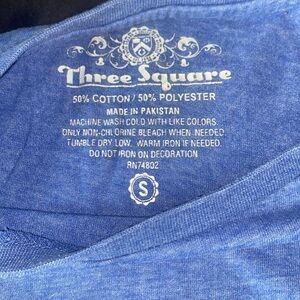 Three Square
50% COTTON / 50% POLYESTER
MADE IN PAKISTAN
MACHINE WASH COLD WITH LIKE COLORS.
ONLY NON-CHLORINE BLEACH WHEN NEEDED.
TUMBLE DRY LOW. WARM IRON IF NEEDED.
DO NOT IRON ON DECORATION
RN74802
S